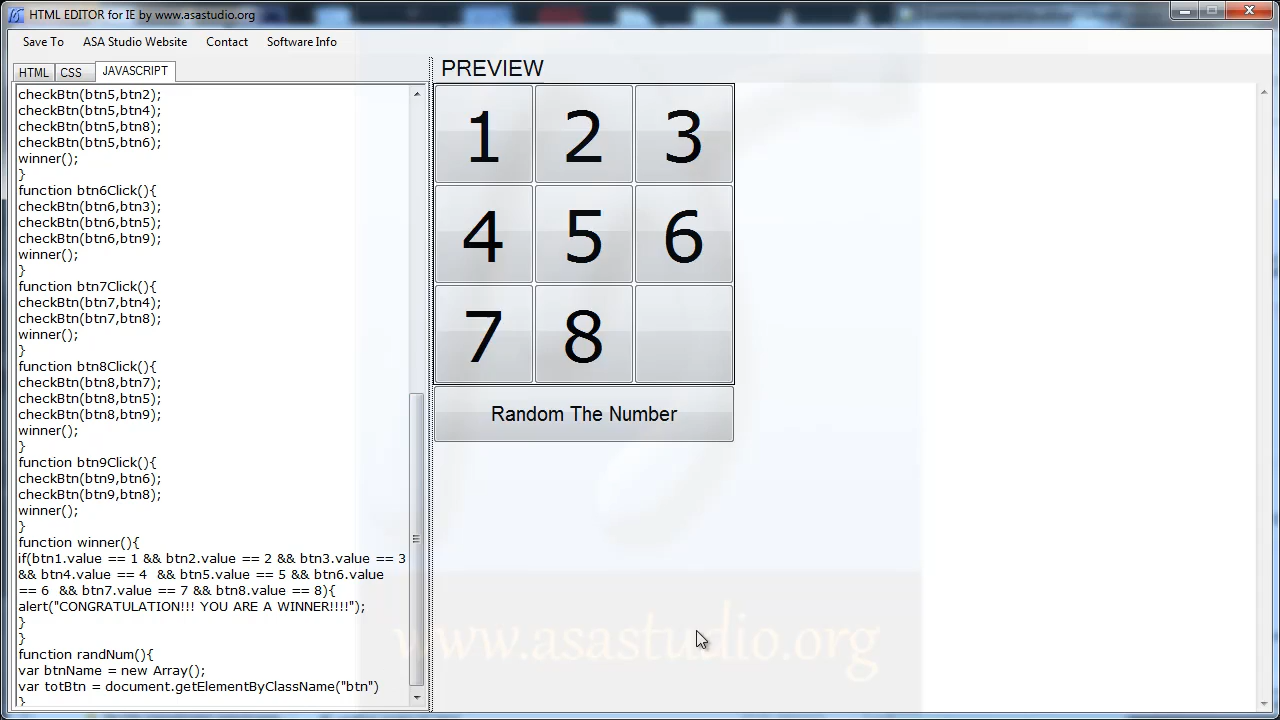 HTML EDITOR for IE by www.asastudio.org
Save To
ASA Studio Website
Contact
Software Info
HTML
CSS
JAVASCRIPT
checkBtn(btn5,btn2);
checkBtn(btn5,btn4);
checkBtn(btn5,btn8);
checkBtn(btn5,btn6);
winner();
}
function btn6Click(){
checkBtn(btn6,btn3);
checkBtn(btn6,btn5);
checkBtn(btn6,btn9);
winner();
}
function btn7Click(){
checkBtn(btn7,btn4);
checkBtn(btn7,btn8);
winner();
}
function btn8Click(){
checkBtn(btn8,btn7);
checkBtn(btn8,btn5);
checkBtn(btn8,btn9);
winner();
}
function btn9Click(){
checkBtn(btn9,btn6);
checkBtn(btn9,btn8);
winner();
}
function winner(){
if(btn1.value == 1 && btn2.value == 2 && btn3.value == 3
&& btn4.value == 4  && btn5.value == 5 && btn6.value
== 6  && btn7.value == 7 && btn8.value == 8){
alert("CONGRATULATION!!! YOU ARE A WINNER!!!!");
}
}
function randNum(){
var btnName = new Array();
var totBtn = document.getElementByClassName("btn")
}
PREVIEW
1 2 3
4 5 6
7 8
Random The Number
www.asastudio.org